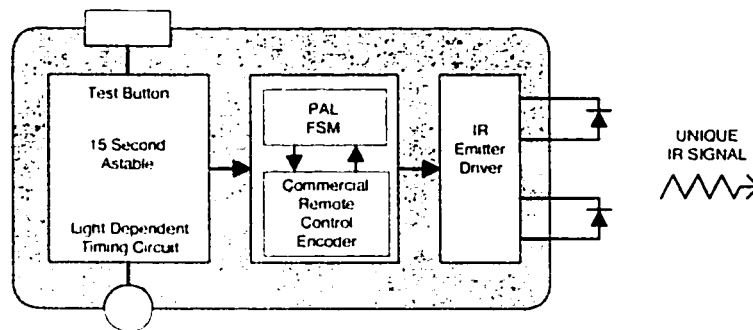 Test Button
15 Second
Astable
Light Dependent
Timing Circuit
PAL
FSM
Commercial
Remote
Control
Encoder
IR
Emitter
Driver
UNIQUE
IR SIGNAL